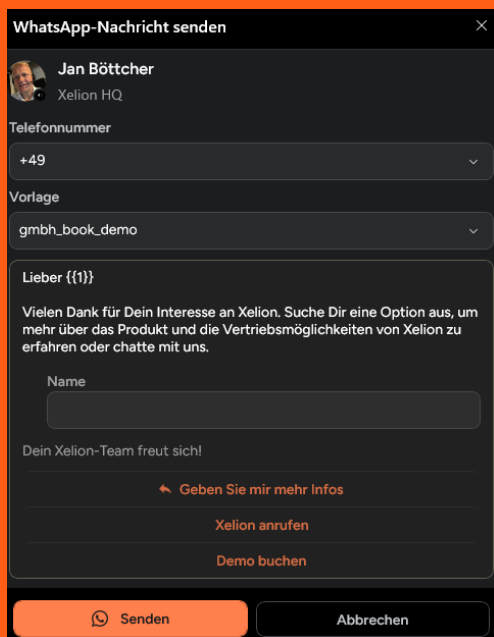 WhatsApp-Nachricht senden
Jan Böttcher
Xelion HQ
Telefonnummer
+49
Vorlage
gmbh_book_demo
Lieber {{1}}
Vielen Dank für Dein Interesse an Xelion. Suche Dir eine Option aus, um
mehr über das Produkt und die Vertriebsmöglichkeiten von Xelion zu
erfahren oder chatte mit uns.
Name
Dein Xelion-Team freut sich!
Geben Sie mir mehr Infos
Xelion anrufen
Demo buchen
Senden
Abbrechen